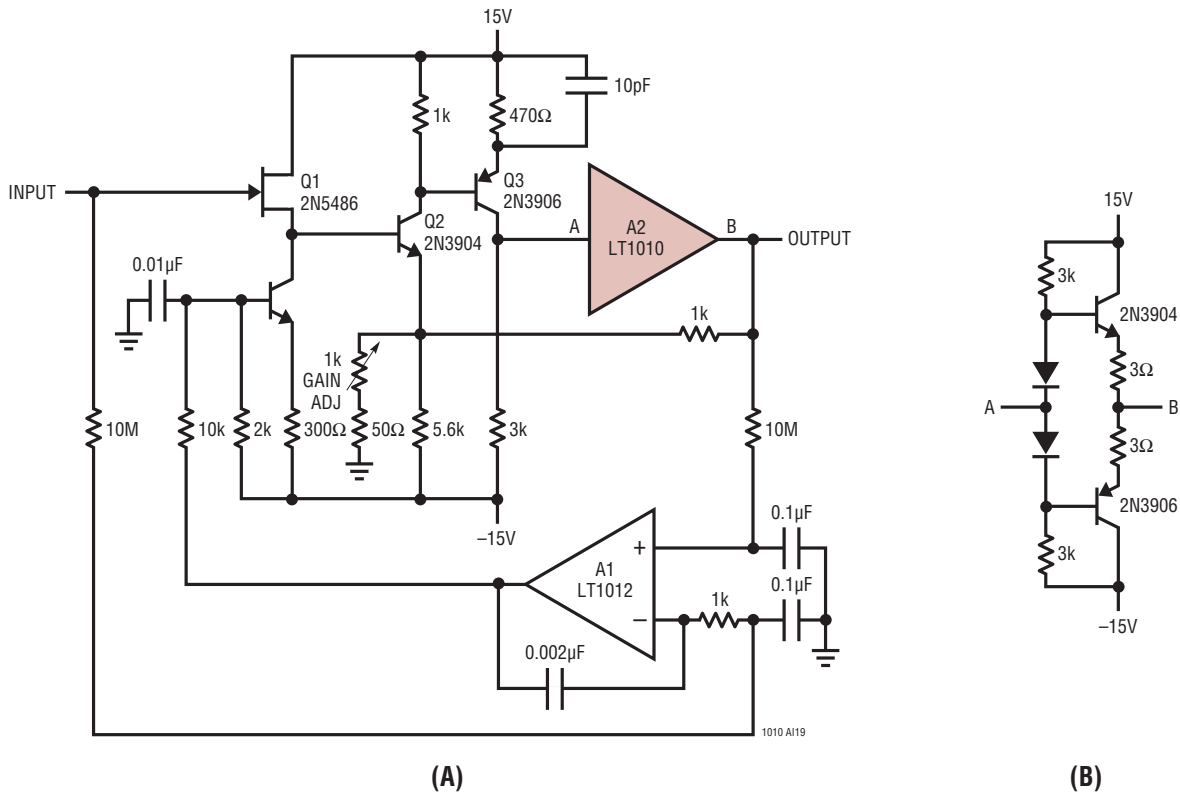 15V
10pF
1k
470Ω
INPUT
Q1
2N5486
Q3
2N3906
Q2
2N3904
A
A2
LT1010
B
OUTPUT
0.01µF
1k
1k
GAIN
ADJ
10M
10k
2k
300Ω
50Ω
5.6k
3k
10M
–15V
0.1µF
+
A1
LT1012
0.1µF
1k
–
0.002µF
1010 AI19
(A)
15V
3k
2N3904
3Ω
A
B
3Ω
2N3906
3k
–15V
(B)